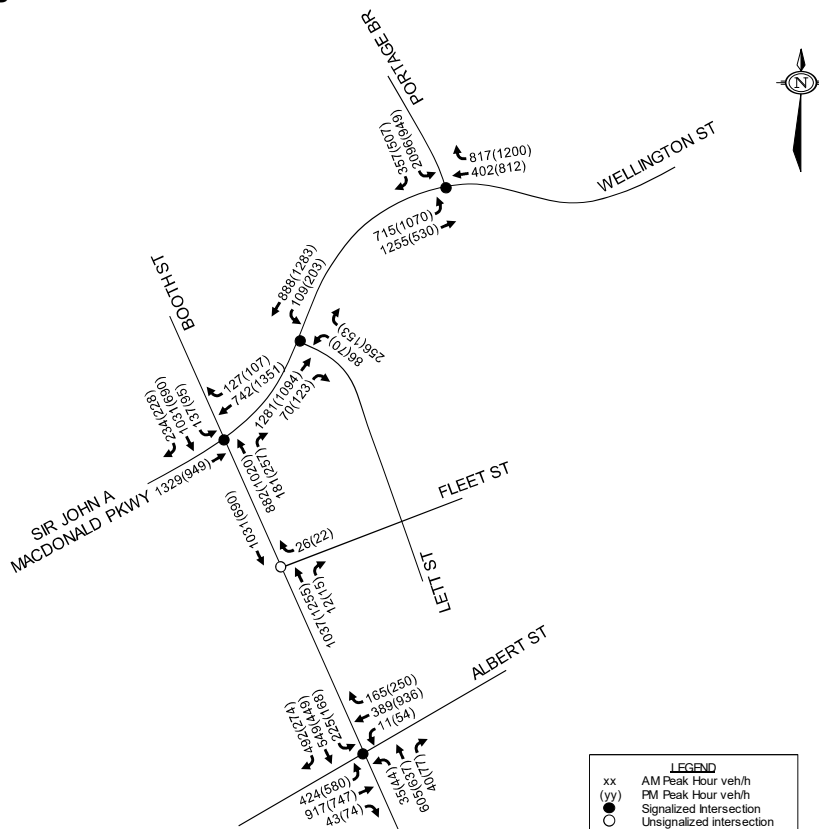 PORTAGE BR
357(507)
2096(949)
817(1200)
402(812)
WELLINGTON ST
715(1070)
1255(530)
N
BOOTH ST
888(1283)
109(203)
256(153)
86(70)
127(107)
742(1351)
1281(1094)
70(123)
234(228)
1031(690)
137(95)
1329(949)
SIR JOHN A
MACDONALD PKWY
882(1020)
181(257)
FLEET ST
1031(690)
26(22)
LETT ST
1037(1255)
12(15)
ALBERT ST
165(250)
389(936)
11(54)
492(274)
549(449)
225(168)
424(580)
917(747)
43(74)
35(44)
605(637)
40(77)
LEGEND
xx AM Peak Hour veh/h
(yy) PM Peak Hour veh/h
Signalized Intersection
Unsignalized intersection